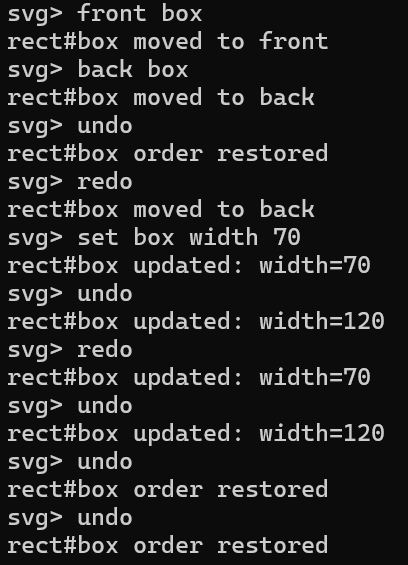 svg> front box
rect#box moved to front
svg> back box
rect#box moved to back
svg> undo
rect#box order restored
svg> redo
rect#box moved to back
svg> set box width 70
rect#box updated: width=70
svg> undo
rect#box updated: width=120
svg> redo
rect#box updated: width=70
svg> undo
rect#box updated: width=120
svg> undo
rect#box order restored
svg> undo
rect#box order restored